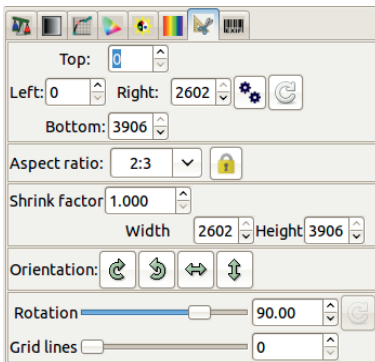 EXIF
Top: 0
Left: 0 Right: 2602
Bottom: 3906
Aspect ratio: 2:3
Shrink factor 1.000
Width 2602 Height 3906
Orientation:
Rotation 90.00
Grid lines 0